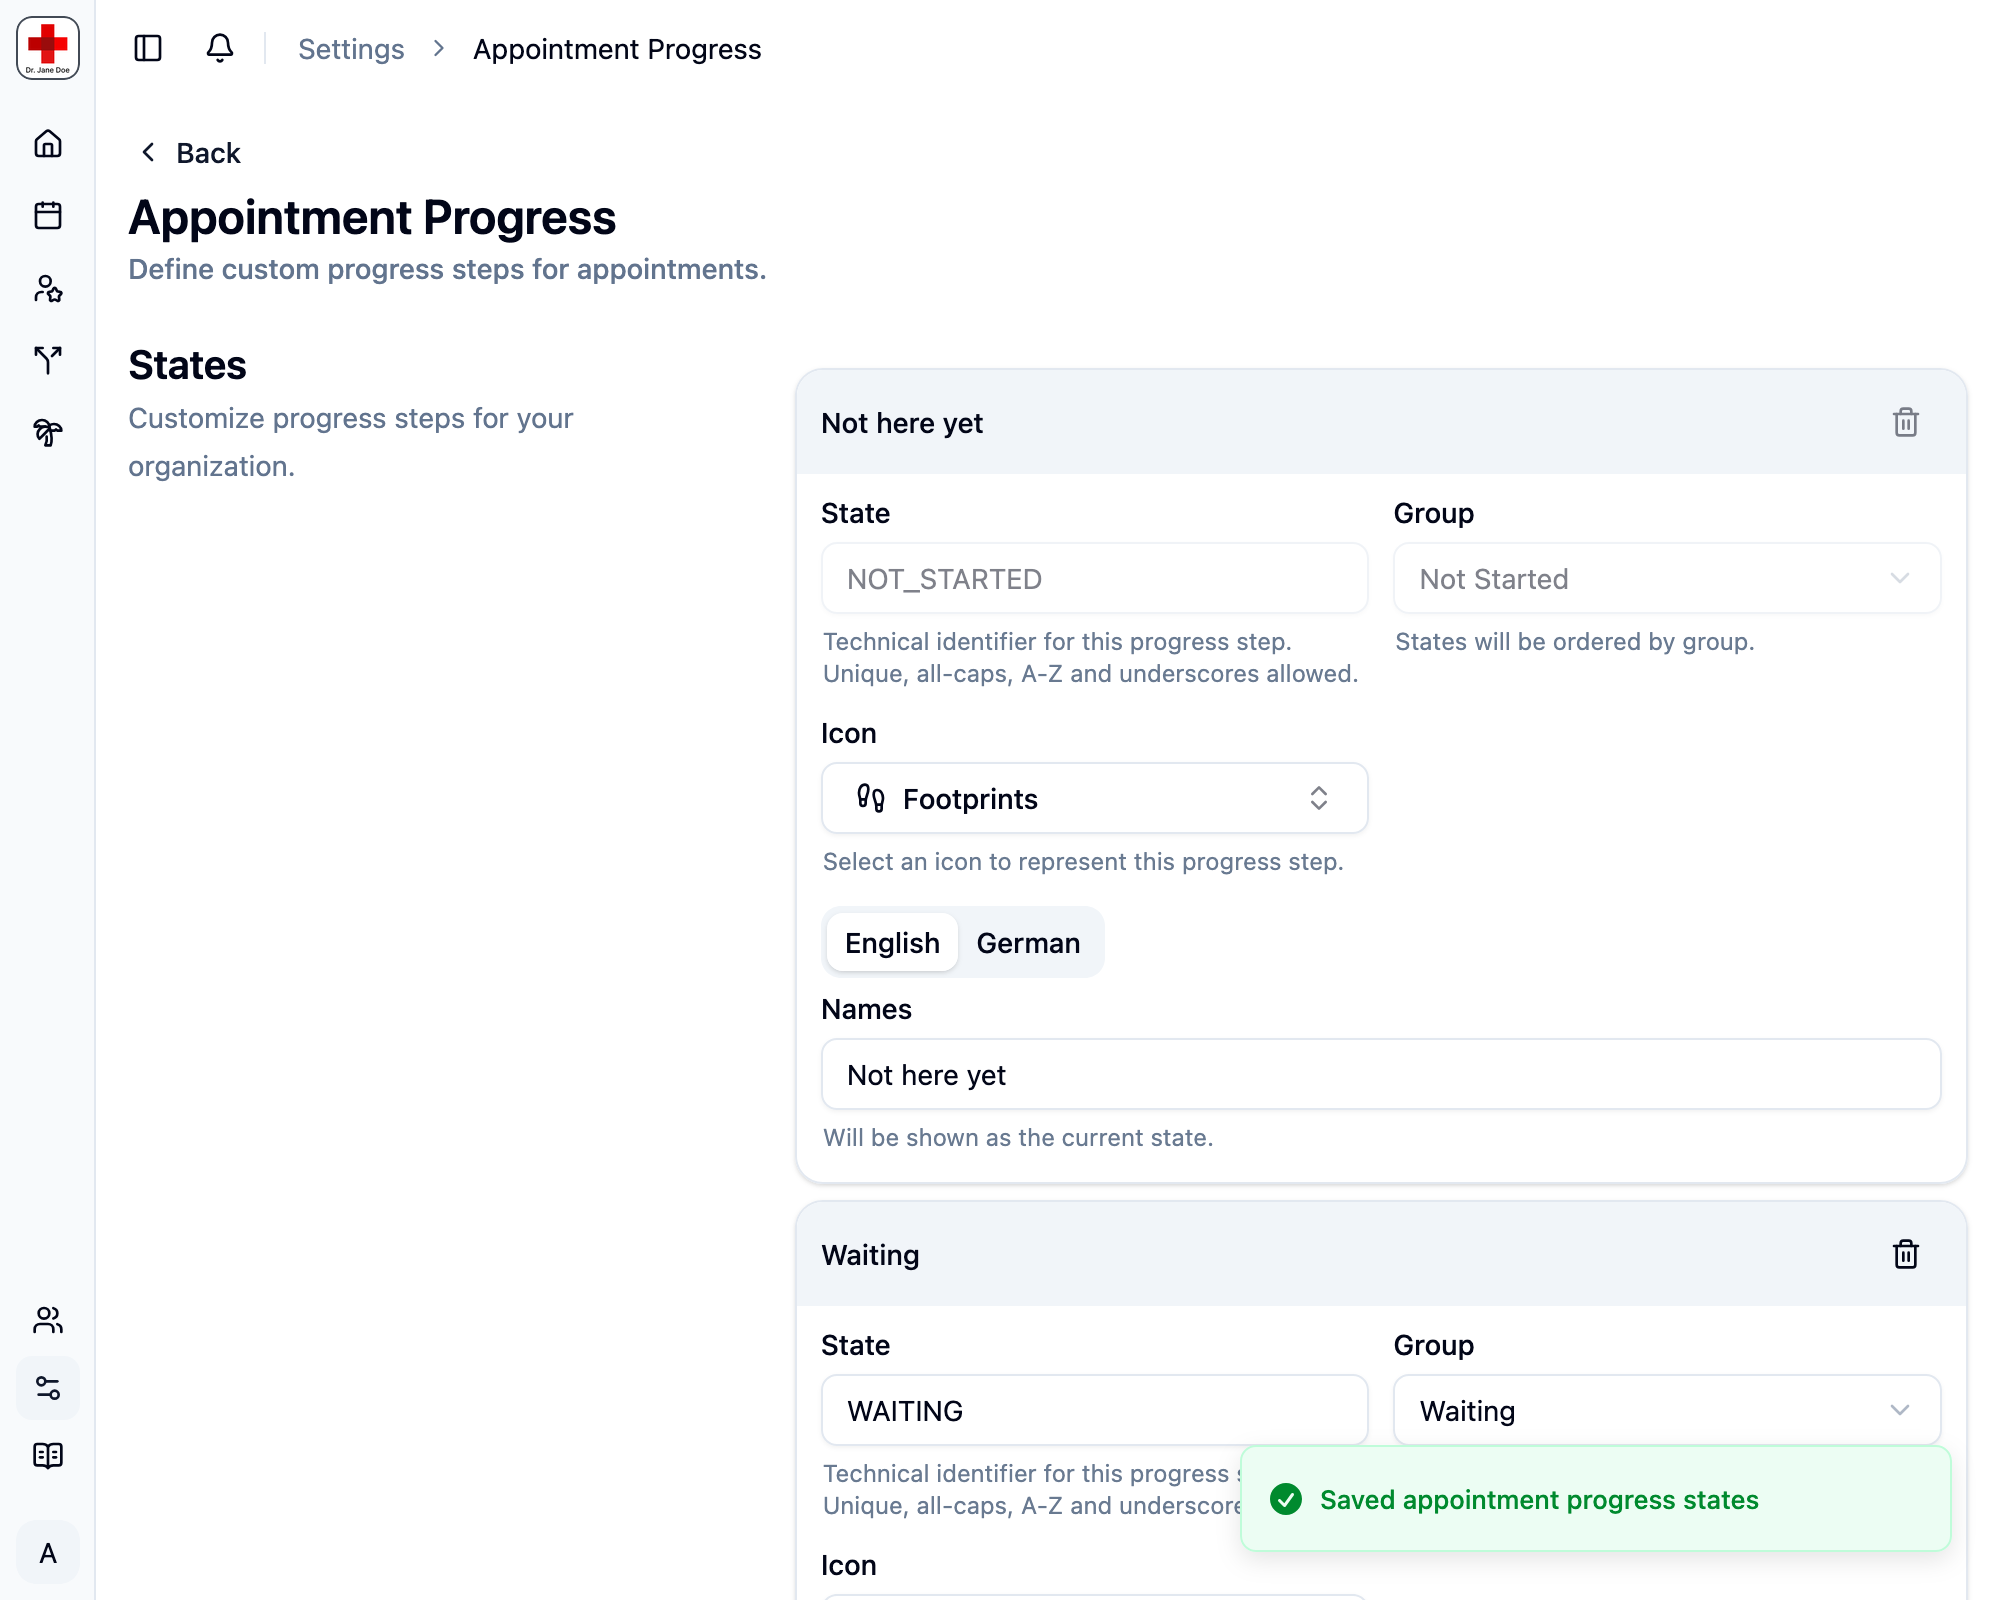 Dr. Jane Doe
Settings
Appointment Progress
Back
Appointment Progress
Define custom progress steps for appointments.
States
Customize progress steps for your
organization.
Not here yet
State
Group
NOT_STARTED
Not Started
Technical identifier for this progress step.
Unique, all-caps, A-Z and underscores allowed.
States will be ordered by group.
Icon
Footprints
Select an icon to represent this progress step.
English
German
Names
Not here yet
Will be shown as the current state.
Waiting
State
Group
WAITING
Waiting
Technical identifier for this progress
Unique, all-caps, A-Z and underscore
Saved appointment progress states
Icon
A